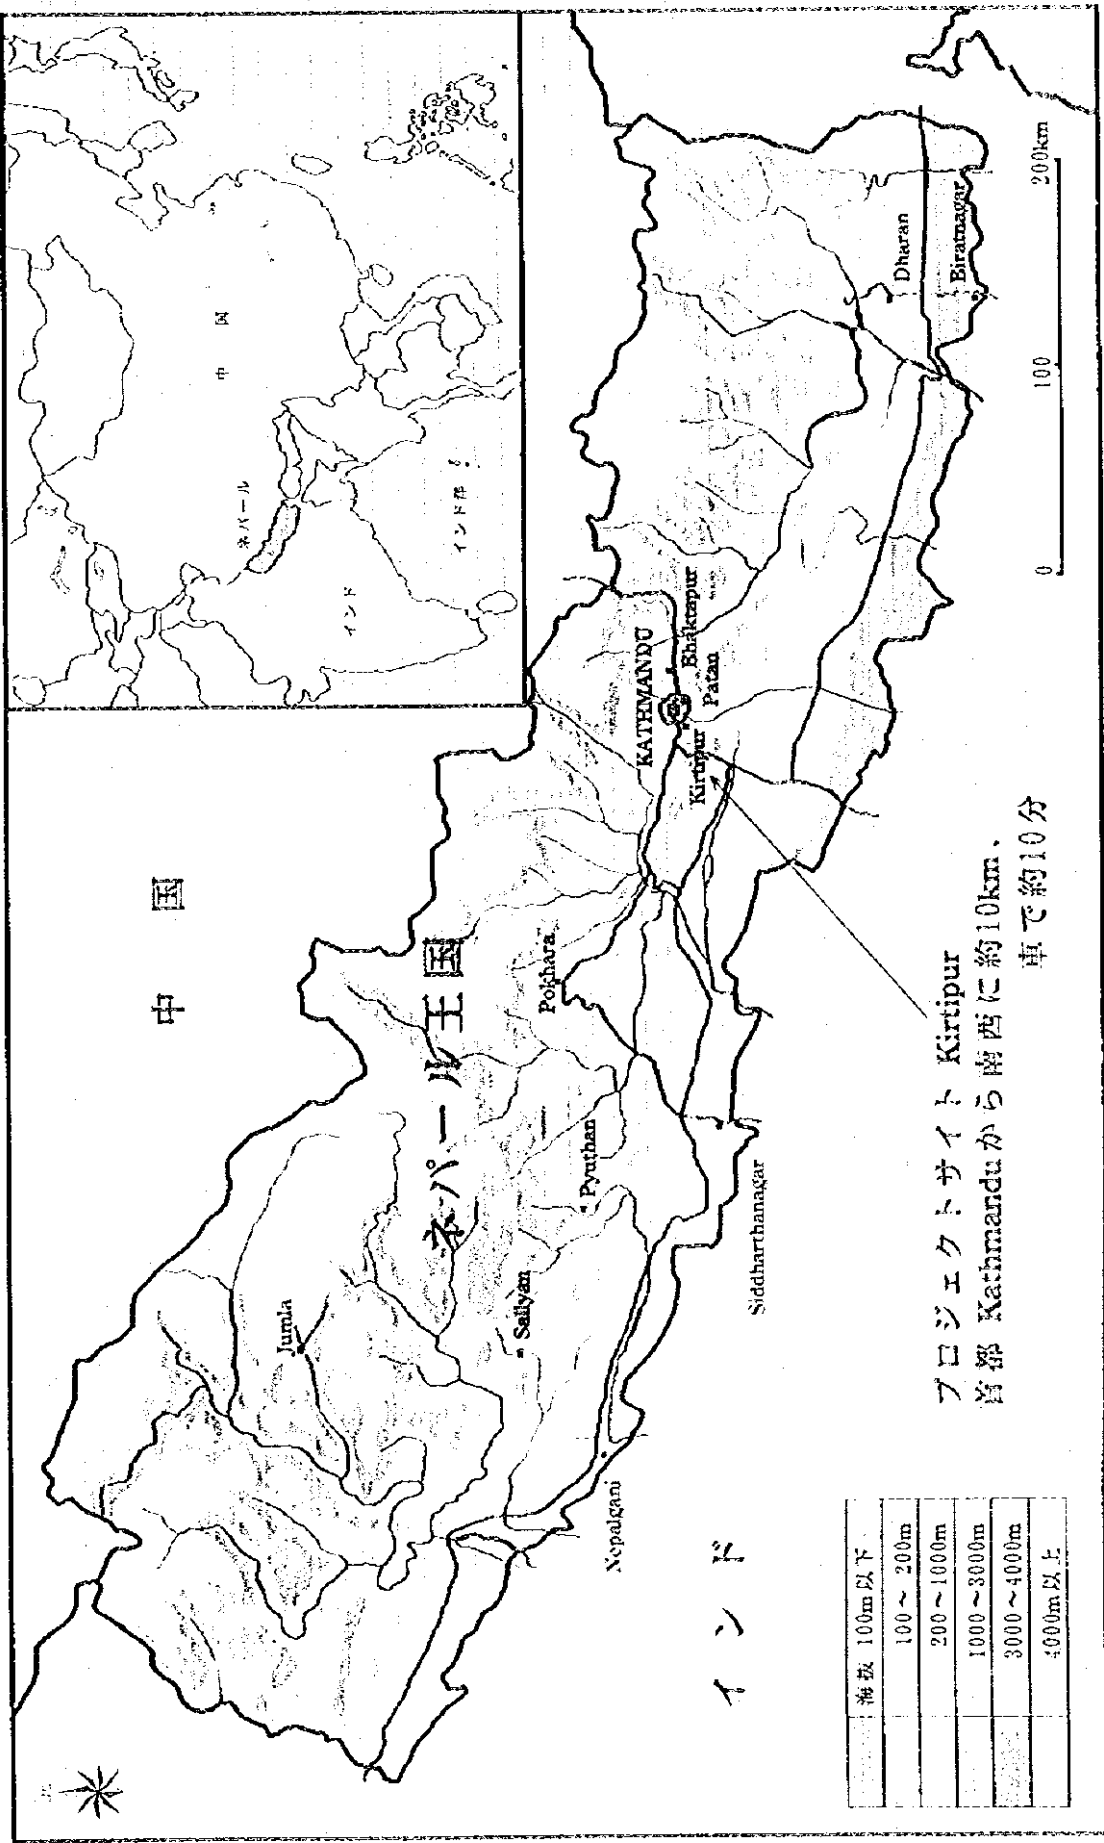 中国
ネパール
インド
インド洋
中国
ネパール王国
Jumla
Sallyan
Pyuthan
Pokhara
KATHMANDU
Bhaktapur
Patan
Kirtipur
Dharan
Biratnagar
Nepalganj
Siddharthanagar
インド
プロジェクトサイト Kirtipur
首都 Kathmanduから南西に約10km、
車で約10分
海抜 100m以下
100～ 200m
200～1000m
1000～3000m
3000～4000m
4000m以上
0 100 200km